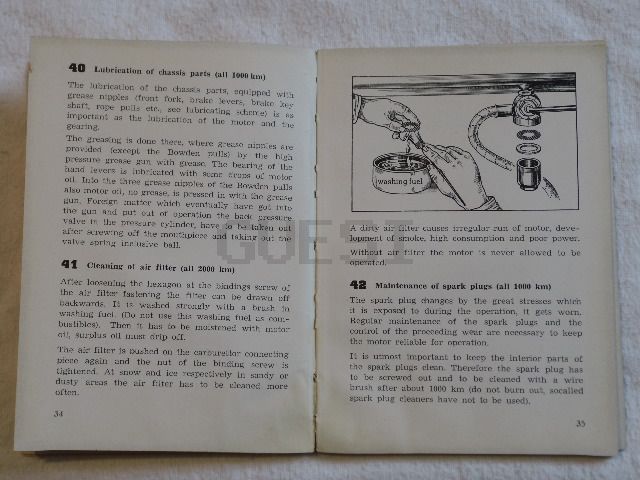 40 Lubrication of chassis parts (all 1000 km)
The lubrication of the chassis parts, equipped with
grease nipples (front fork, brake levers, brake key
shaft, rope pulls etc., see lubricating scheme) is as
important as the lubrication of the motor and the
gearing.
The greasing is done there, where grease nipples are
provided (except the Bowden pulls) by the high
pressure grease gun with grease. The bearing of the
hand levers is lubricated with some drops of motor
oil. Into the three grease nipples of the Bowden pulls
also motor oil, no grease, is pressed in with the grease
gun. Foreign matter which eventually have got into
the gun and put out of operation the back pressure
valve in the pressure cylinder, have to be taken out
after screwing off the mouthpiece and taking out the
valve spring inclusive ball.
41 Cleaning of air filter (all 2000 km)
After loosening the hexagon at the bindings screw of
the air filter fastening the filter can be drawn off
backwards. It is washed strongly with a brush in
washing fuel. (Do not use this washing fuel as com-
bustibles). Then it has to be moistened with motor
oil, surplus oil must drip off.
The air filter is pushed on the carburettor connecting
piece again and the nut of the binding screw is
tightened. At snow and ice respectively in sandy or
dusty areas the air filter has to be cleaned more
often.
34
washing fuel
A dirty air filter causes irregular run of motor, deve-
lopment of smoke, high consumption and poor power.
Without air filter the motor is never allowed to be
operated.
42 Maintenance of spark plugs (all 1000 km)
The spark plug changes by the great stresses which
it is exposed to during the operation, it gets worn.
Regular maintenance of the spark plugs and the
control of the preceeding wear are necessary to keep
the motor reliable for operation.
It is utmost important to keep the interior parts of
the spark plugs clean. Therefore the spark plug has
to be screwed out and to be cleaned with a wire
brush after about 1000 km (do not burn out, socalled
spark plug cleaners have not to be used).
35
GUESI